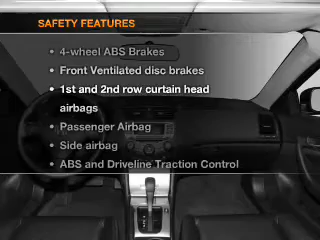 SAFETY FEATURES
• 4-wheel ABS Brakes
• Front Ventilated disc brakes
• 1st and 2nd row curtain head
airbags
• Passenger Airbag
• Side airbag
• ABS and Driveline Traction Control